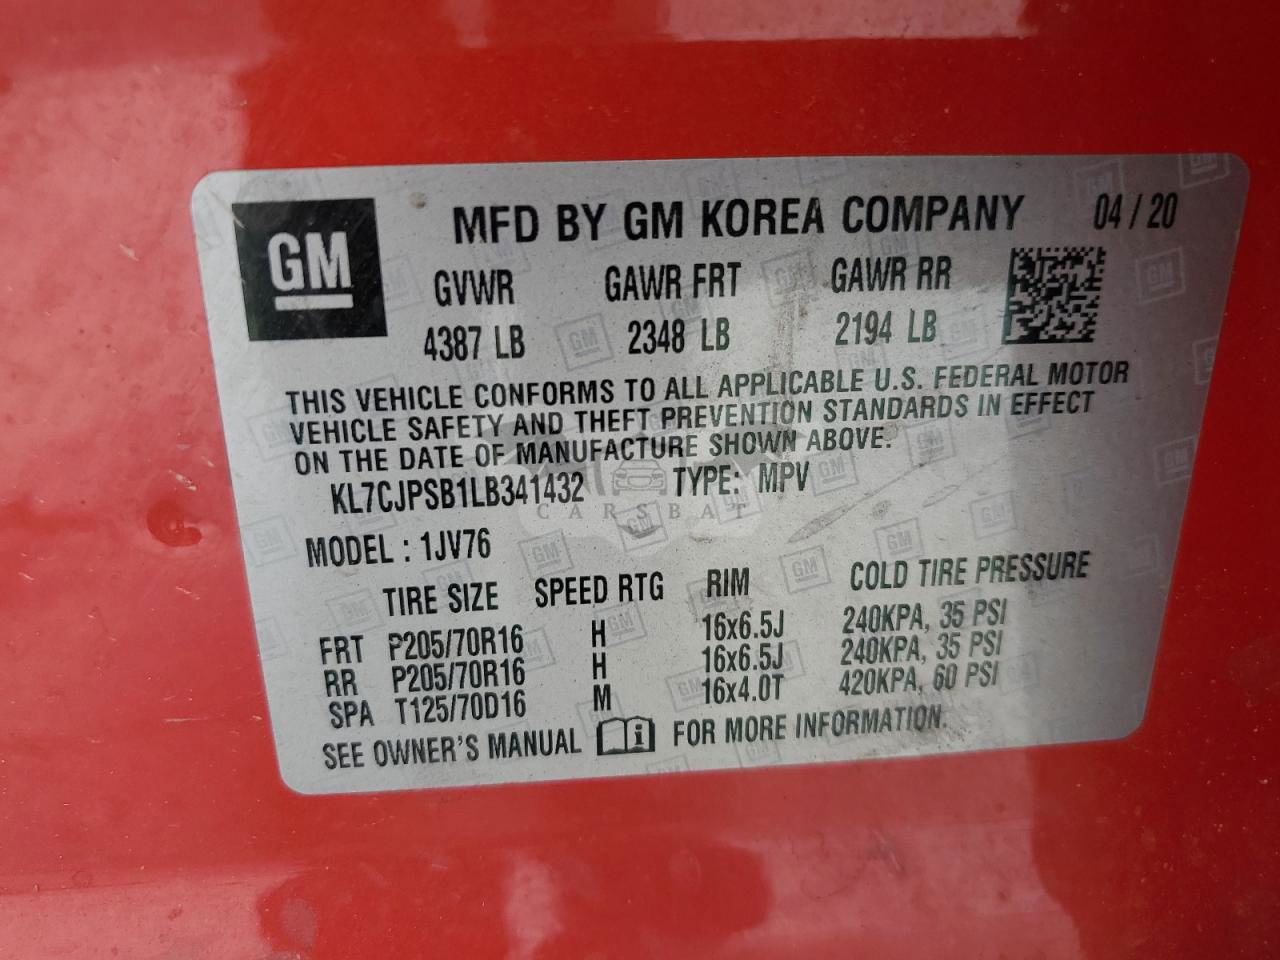 GM
MFD BY GM KOREA COMPANY 04 / 20
GVWR GAWR FRT GAWR RR
4387 LB 2348 LB 2194 LB
THIS VEHICLE CONFORMS TO ALL APPLICABLE U.S. FEDERAL MOTOR
VEHICLE SAFETY AND THEFT PREVENTION STANDARDS IN EFFECT
ON THE DATE OF MANUFACTURE SHOWN ABOVE.
KL7CJPSB1LB341432 TYPE: MPV
CARSBAT
MODEL : 1JV76
TIRE SIZE SPEED RTG RIM COLD TIRE PRESSURE
FRT P205/70R16 H 16x6.5J 240KPA, 35 PSI
RR P205/70R16 H 16x6.5J 240KPA, 35 PSI
SPA T125/70D16 M 16x4.0T 420KPA, 60 PSI
SEE OWNER'S MANUAL i FOR MORE INFORMATION.